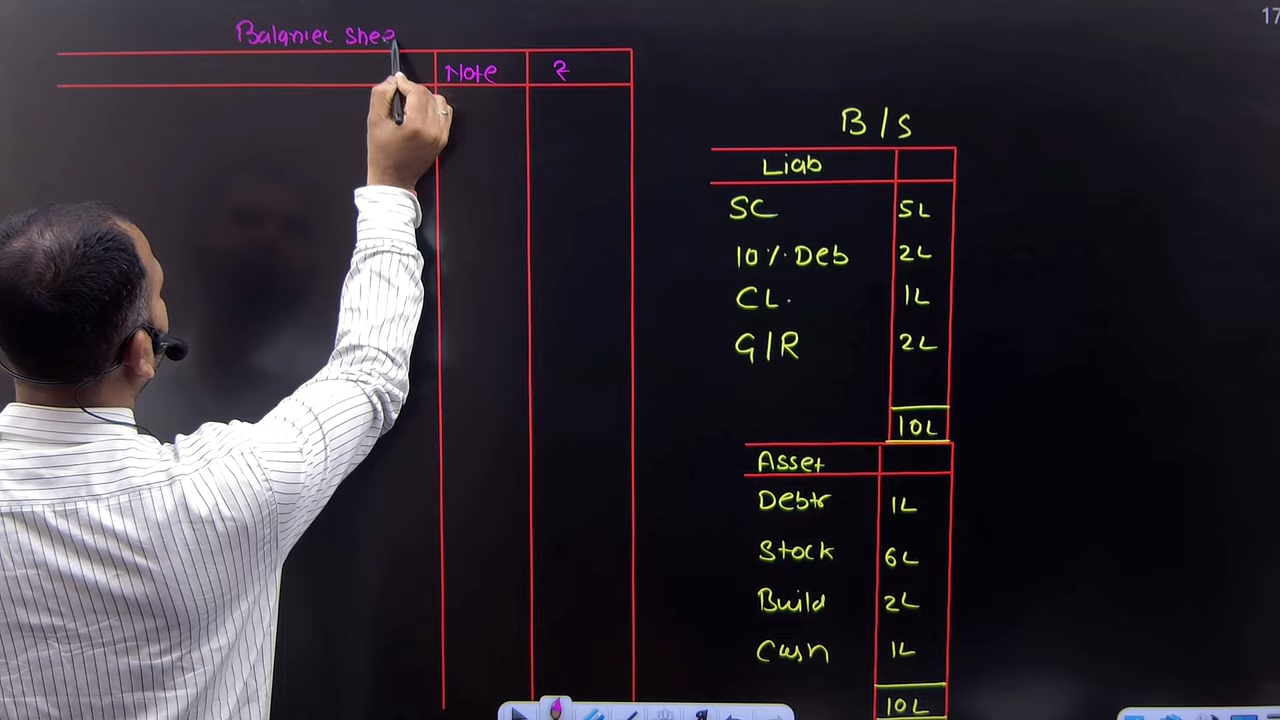 17
Balaniec Shee
Note ₹
B/S
Liab
SC 5L
10%.Deb 2L
CL. 1L
G/R 2L
10L
Asset
Debtr 1L
Stock 6L
Build 2L
Cash 1L
10L